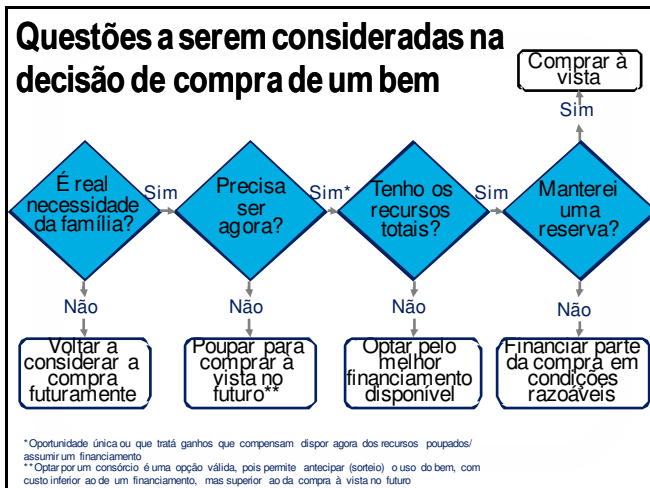 Questões a serem consideradas na
decisão de compra de um bem
Comprar à
vista
Sim
É real
necessidade
da família?
Sim
Precisa
ser
agora?
Sim*
Tenho os
recursos
totais?
Sim
Manterei
uma
reserva?
Não
Não
Não
Não
Voltar a
considerar a
compra
futuramente
Poupar para
comprar à
vista no
futuro**
Optar pelo
melhor
financiamento
disponível
Financiar parte
da compra em
condições
razoáveis
*Oportunidade única ou que tratá ganhos que compensam dispor agora dos recursos poupados/
assumir um financiamento
**Optar por um consórcio é uma opção válida, pois permite antecipar (sorteio) o uso do bem, com
custo inferior ao de um financiamento, mas superior ao da compra à vista no futuro